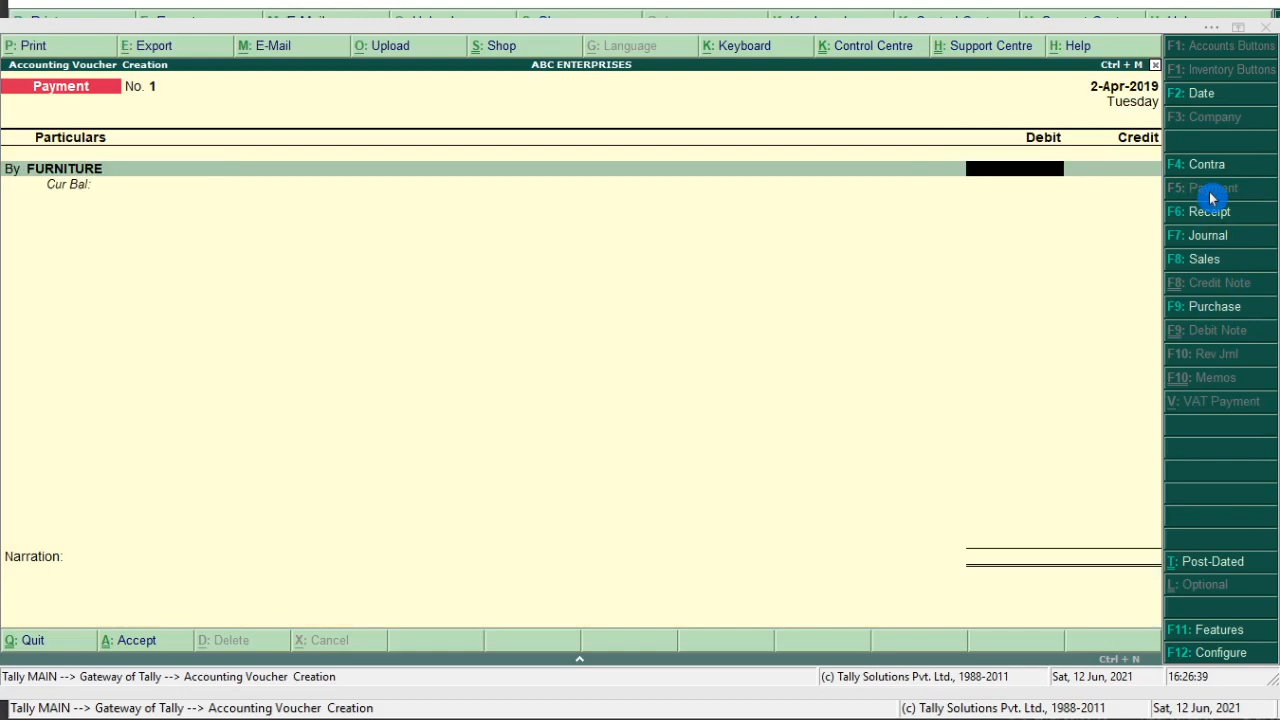 P: Print E: Export M: E-Mail O: Upload S: Shop G: Language K: Keyboard K: Control Centre H: Support Centre H: Help
Accounting Voucher Creation ABC ENTERPRISES Ctrl + M
Payment No. 1 2-Apr-2019
Tuesday
Particulars Debit Credit
By FURNITURE
Cur Bal:
Narration:
F1: Accounts Buttons
F1: Inventory Buttons
F2: Date
F3: Company
F4: Contra
F5: Payment
F6: Receipt
F7: Journal
F8: Sales
F8: Credit Note
F9: Purchase
F9: Debit Note
F10: Rev Jrnl
F10: Memos
V: VAT Payment
T: Post-Dated
L: Optional
F11: Features
F12: Configure
Q: Quit A: Accept D: Delete X: Cancel
Ctrl + N
Tally MAIN --> Gateway of Tally --> Accounting Voucher Creation (c) Tally Solutions Pvt. Ltd., 1988-2011 Sat, 12 Jun, 2021 16:26:39
Tally MAIN --> Gateway of Tally --> Accounting Voucher Creation (c) Tally Solutions Pvt. Ltd., 1988-2011 Sat, 12 Jun, 2021